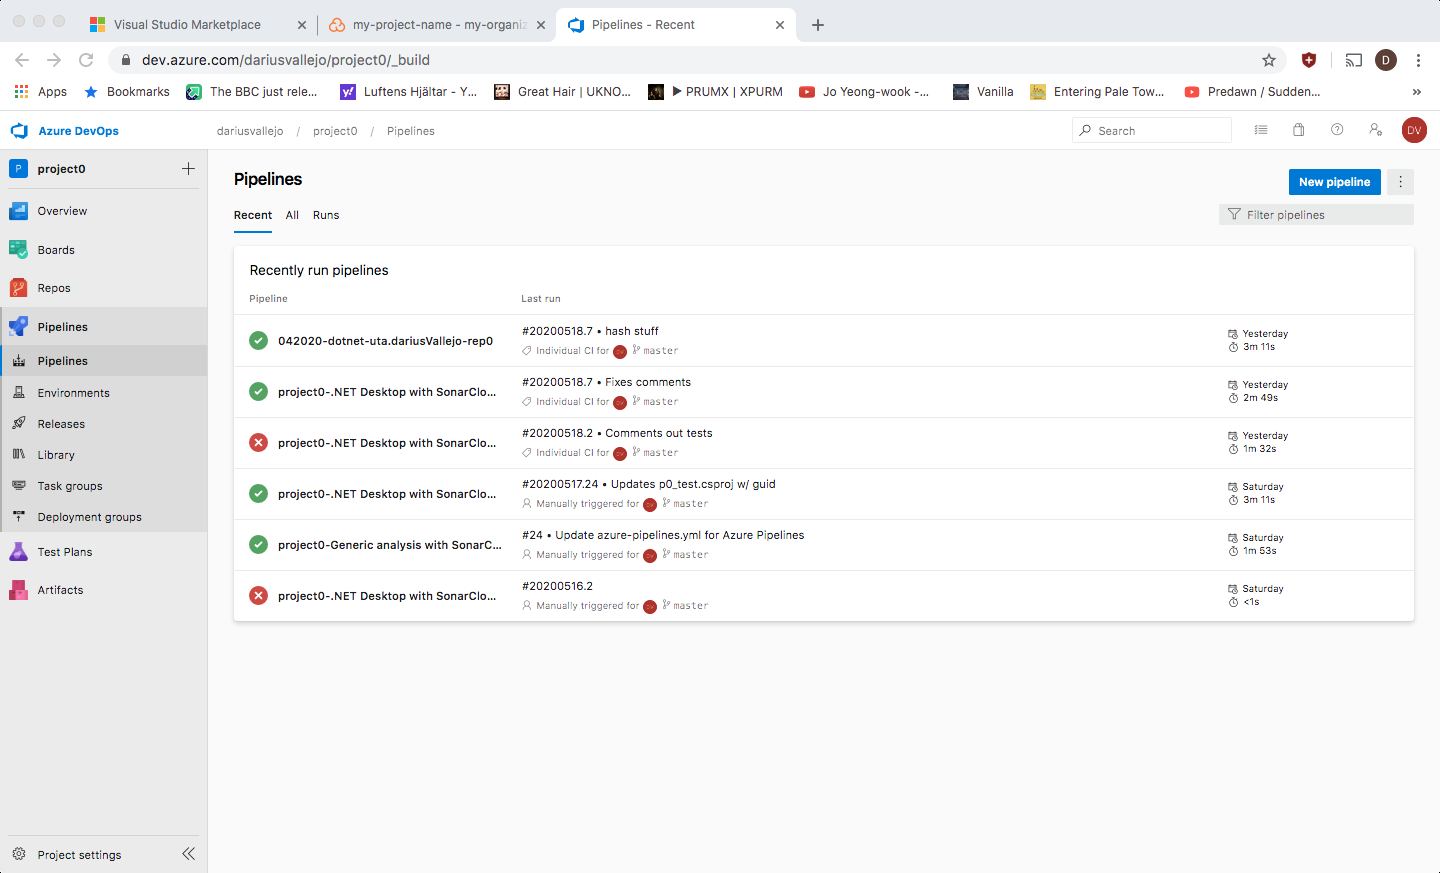 Visual Studio Marketplace
my-project-name - my-organiz
Pipelines - Recent
dev.azure.com/dariusvallejo/project0/_build
D
Apps
Bookmarks
The BBC just rele...
Luftens Hjältar - Y...
Great Hair | UKNO...
▶ PRUMX | XPURM
Jo Yeong-wook -...
Vanilla
Entering Pale Tow...
Predawn / Sudden...
»
Azure DevOps
dariusvallejo / project0 / Pipelines
Search
DV
P project0
Overview
Boards
Repos
Pipelines
Pipelines
Environments
Releases
Library
Task groups
Deployment groups
Test Plans
Artifacts
Project settings
Pipelines
New pipeline
Recent All Runs
Filter pipelines
Recently run pipelines
Pipeline Last run
042020-dotnet-uta.dariusVallejo-rep0
#20200518.7 • hash stuff
Individual CI for DV master
Yesterday
3m 11s
project0-.NET Desktop with SonarClo...
#20200518.7 • Fixes comments
Individual CI for DV master
Yesterday
2m 49s
project0-.NET Desktop with SonarClo...
#20200518.2 • Comments out tests
Individual CI for DV master
Yesterday
1m 32s
project0-.NET Desktop with SonarClo...
#20200517.24 • Updates p0_test.csproj w/ guid
Manually triggered for DV master
Saturday
3m 11s
project0-Generic analysis with SonarC...
#24 • Update azure-pipelines.yml for Azure Pipelines
Manually triggered for DV master
Saturday
1m 53s
project0-.NET Desktop with SonarClo...
#20200516.2
Manually triggered for DV master
Saturday
<1s